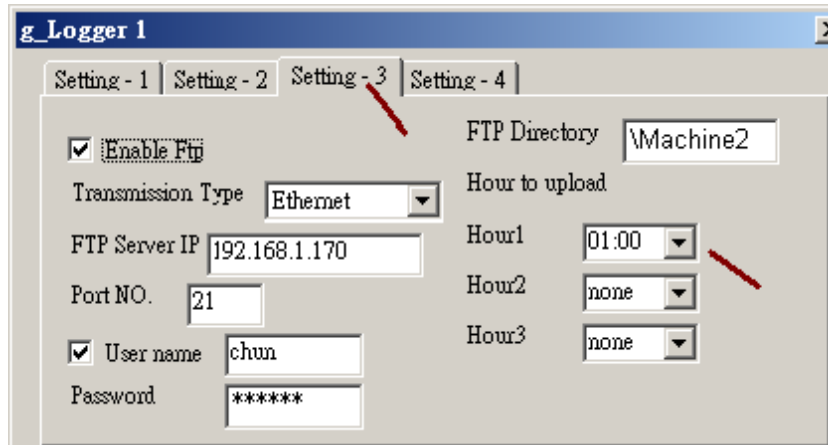 g_Logger 1
Setting - 1 Setting - 2 Setting - 3 Setting - 4
Enable Ftp
Transmission Type Ethernet
FTP Server IP 192.168.1.170
Port NO. 21
User name chun
Password ******
FTP Directory \Machine2
Hour to upload
Hour1 01:00
Hour2 none
Hour3 none